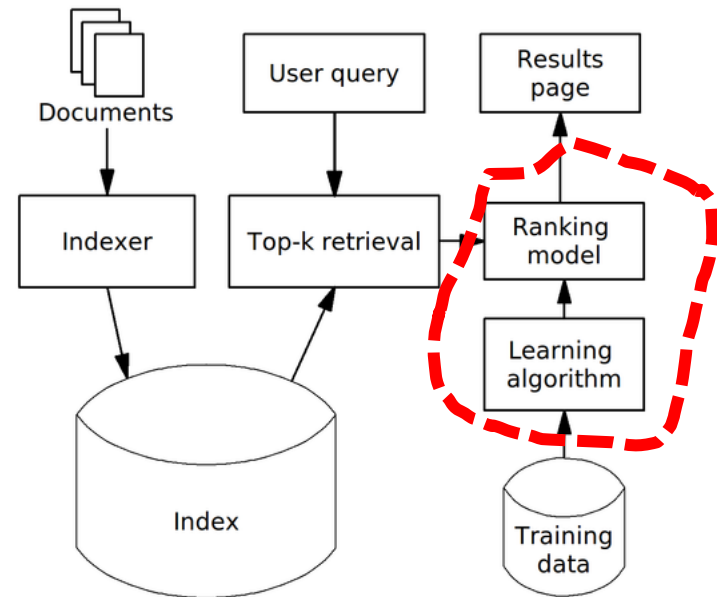 Documents
User query
Results
page
Indexer
Top-k retrieval
Ranking
model
Learning
algorithm
Index
Training
data